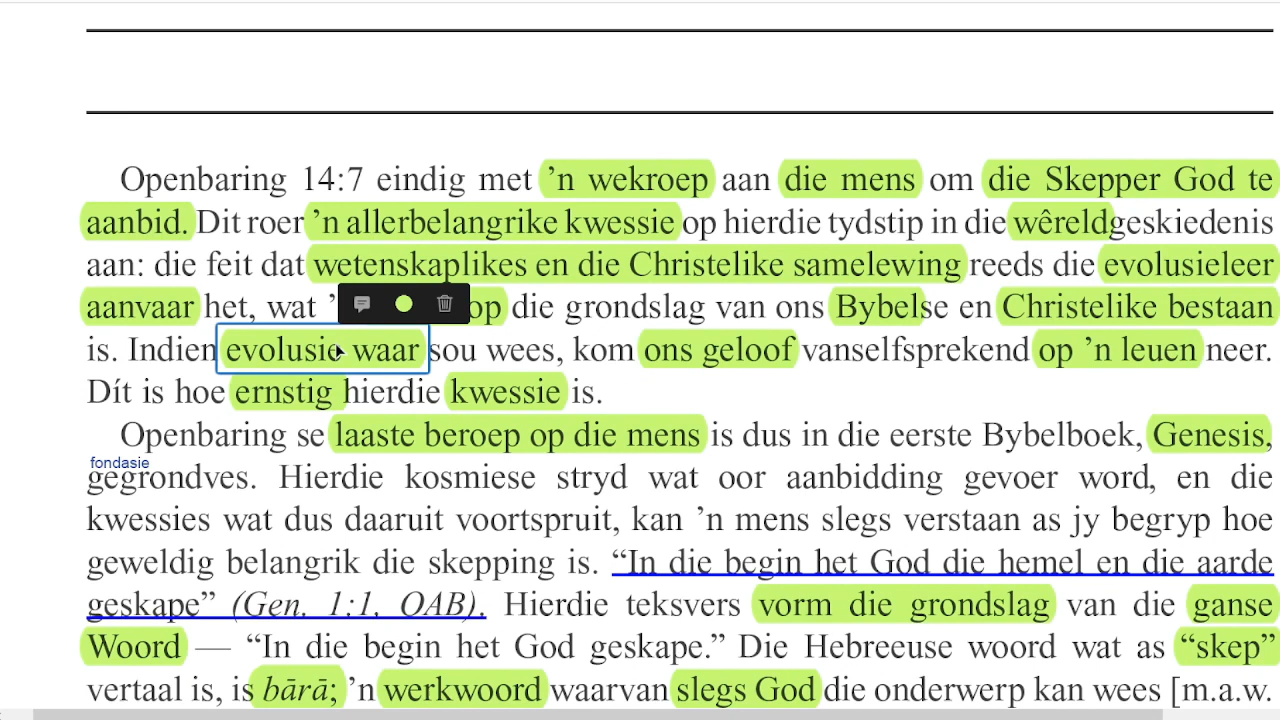 Openbaring 14:7 eindig met ’n wekroep aan die mens om die Skepper God te
aanbid. Dit roer ’n allerbelangrike kwessie op hierdie tydstip in die wêreldgeskiedenis
aan: die feit dat wetenskaplikes en die Christelike samelewing reeds die evolusieleer
aanvaar het, wat ’ op die grondslag van ons Bybelse en Christelike bestaan
is. Indien evolusie waar sou wees, kom ons geloof vanselfsprekend op ’n leuen neer.
Dít is hoe ernstig hierdie kwessie is.
Openbaring se laaste beroep op die mens is dus in die eerste Bybelboek, Genesis,
fondasie
gegrondves. Hierdie kosmiese stryd wat oor aanbidding gevoer word, en die
kwessies wat dus daaruit voortspruit, kan ’n mens slegs verstaan as jy begryp hoe
geweldig belangrik die skepping is. “In die begin het God die hemel en die aarde
geskape” (Gen. 1:1, OAB). Hierdie teksvers vorm die grondslag van die ganse
Woord — “In die begin het God geskape.” Die Hebreeuse woord wat as “skep”
vertaal is, is bārā; ’n werkwoord waarvan slegs God die onderwerp kan wees [m.a.w.